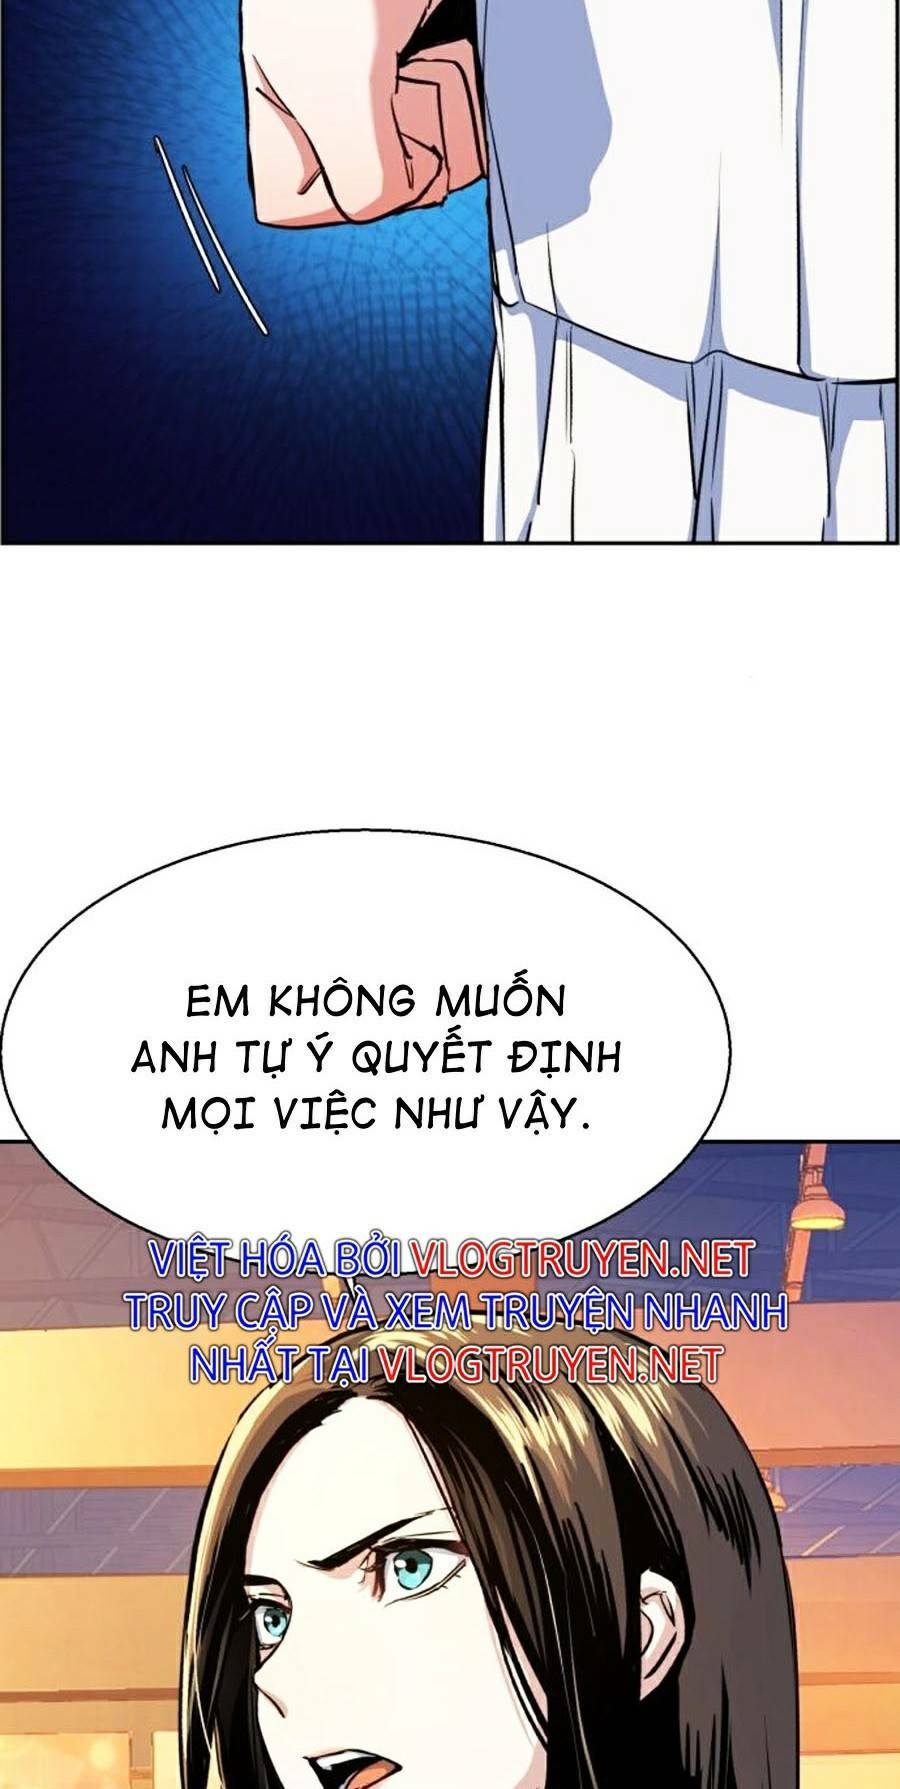 EM KHÔNG MUỐN
ANH TỰ Ý QUYẾT ĐỊNH
MỌI VIỆC NHƯ VẬY.
VIỆT HÓA BỞI VLOGTRUYEN.NET
TRUY CẬP VÀ XEM TRUYỆN NHANH
NHẤT TẠI VLOGTRUYEN.NET